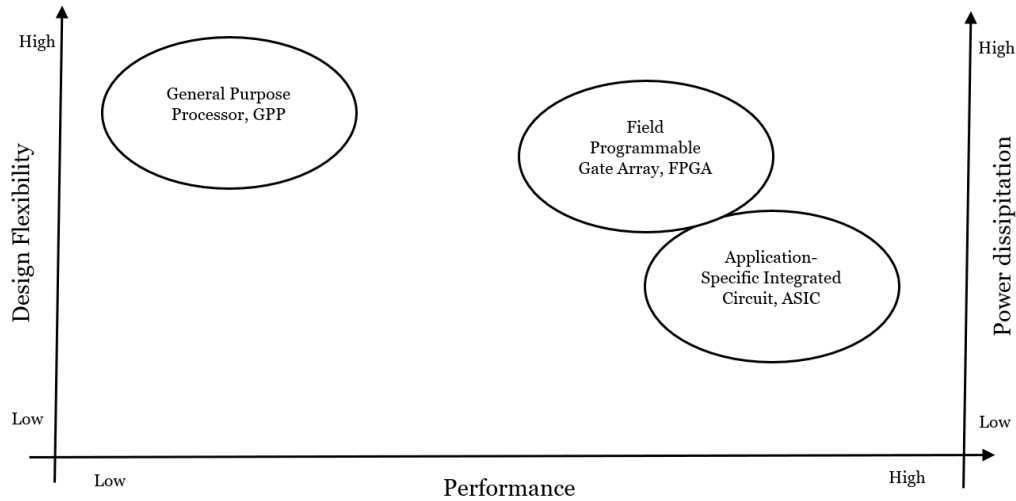 High
High
General Purpose
Processor, GPP
Field
Programmable
Gate Array, FPGA
Design Flexibility
Power dissipitation
Application-
Specific Integrated
Circuit, ASIC
Low
Low
Low
Performance
High